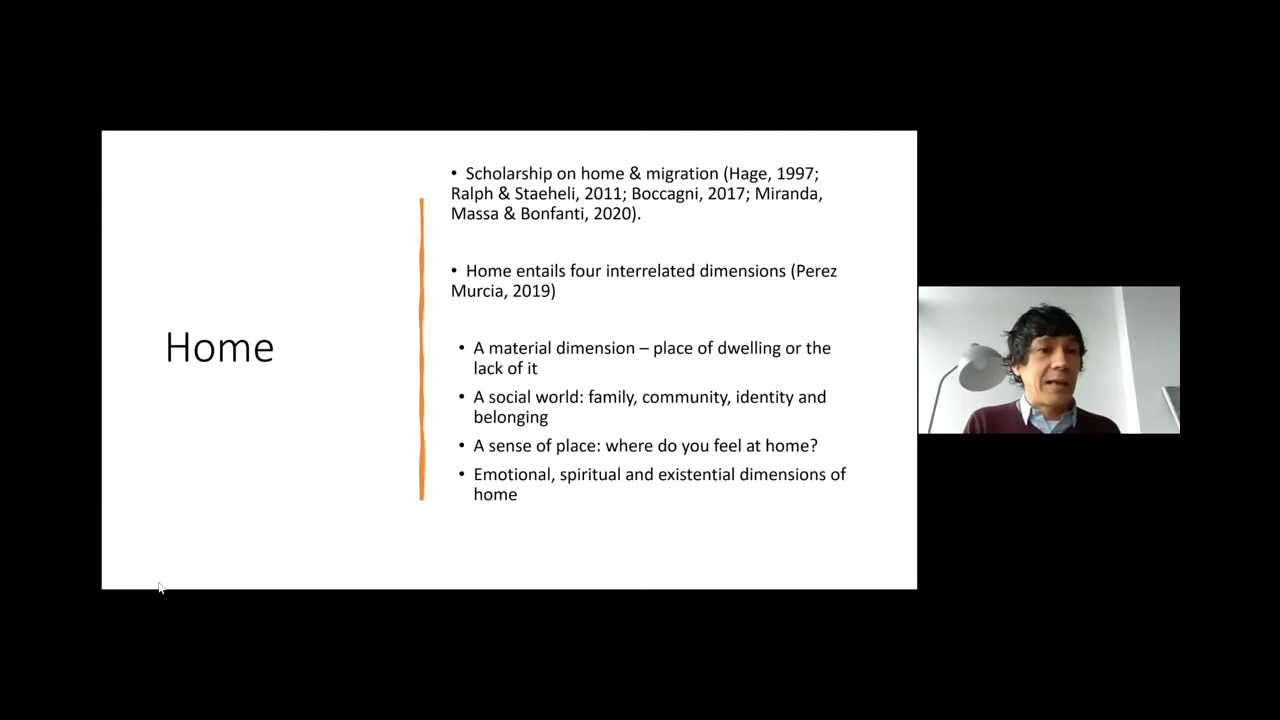 Home
• Scholarship on home & migration (Hage, 1997;
Ralph & Staeheli, 2011; Boccagni, 2017; Miranda,
Massa & Bonfanti, 2020).
• Home entails four interrelated dimensions (Perez
Murcia, 2019)
• A material dimension – place of dwelling or the
lack of it
• A social world: family, community, identity and
belonging
• A sense of place: where do you feel at home?
• Emotional, spiritual and existential dimensions of
home